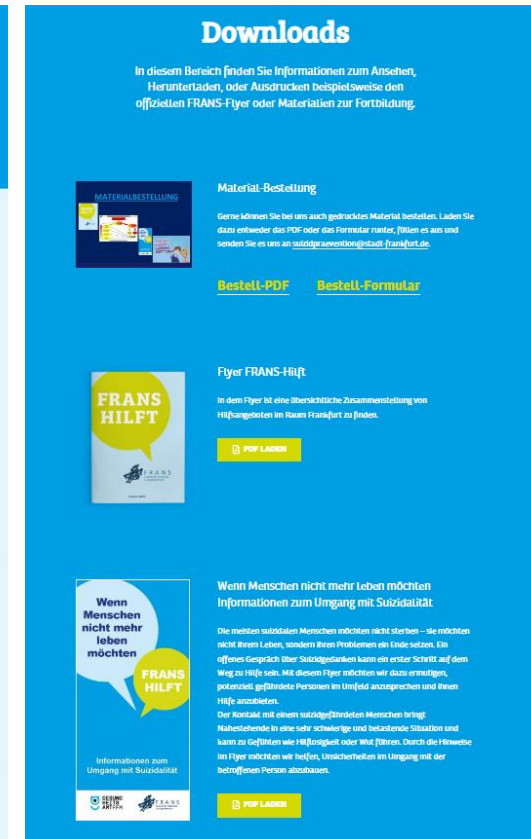 Downloads
In diesem Bereich finden Sie Informationen zum Ansehen,
Herunterladen, oder Ausdrucken beispielsweise den
offiziellen FRANS-Flyer oder Materialien zur Fortbildung.
MATERIALBESTELLUNG
Material-Bestellung
Gerne können Sie bei uns auch gedrucktes Material bestellen. Laden Sie
dazu entweder das PDF oder das Formular runter, füllen es aus und
senden Sie es uns an suizidpraevention@stadt-frankfurt.de.
Bestell-PDF Bestell-Formular
FRANS
HILFT
FRANS
Flyer FRANS-Hilft
In dem Flyer ist eine übersichtliche Zusammenstellung von
Hilfsangeboten im Raum Frankfurt zu finden.
PDF LADEN
Wenn
Menschen
nicht mehr
leben
möchten
FRANS
HILFT
Informationen zum
Umgang mit Suizidalität
GESUND
HEITS
AMT FFM
FRANS
Wenn Menschen nicht mehr leben möchten
Informationen zum Umgang mit Suizidalität
Die meisten suizidalen Menschen möchten nicht sterben – sie möchten
nicht ihrem Leben, sondern ihren Problemen ein Ende setzen. Ein
offenes Gespräch über Suizidgedanken kann ein erster Schritt auf dem
Weg zu Hilfe sein. Mit diesem Flyer möchten wir dazu ermutigen,
potenziell gefährdete Personen im Umfeld anzusprechen und ihnen
Hilfe anzubieten.
Der Kontakt mit einem suizidgefährdeten Menschen bringt
Nahestehende in eine sehr schwierige und belastende Situation und
kann zu Gefühlen wie Hilflosigkeit oder Wut führen. Durch die Hinweise
im Flyer möchten wir helfen, Unsicherheiten im Umgang mit der
betroffenen Person abzubauen.
PDF LADEN